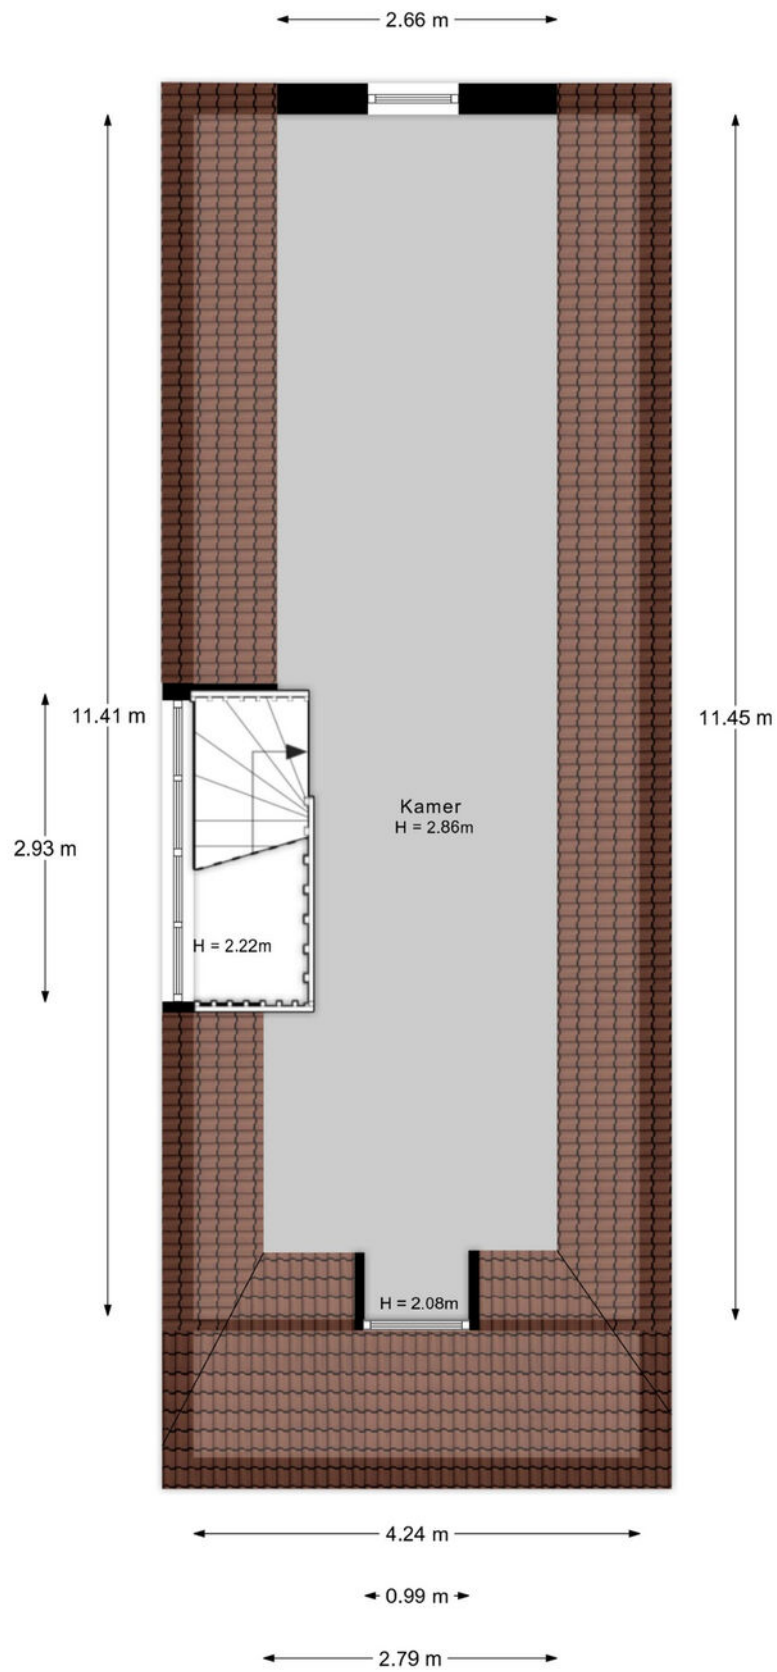 2.66 m
11.41 m
11.45 m
Kamer
H = 2.86m
2.93 m
H = 2.22m
H = 2.08m
4.24 m
0.99 m
2.79 m